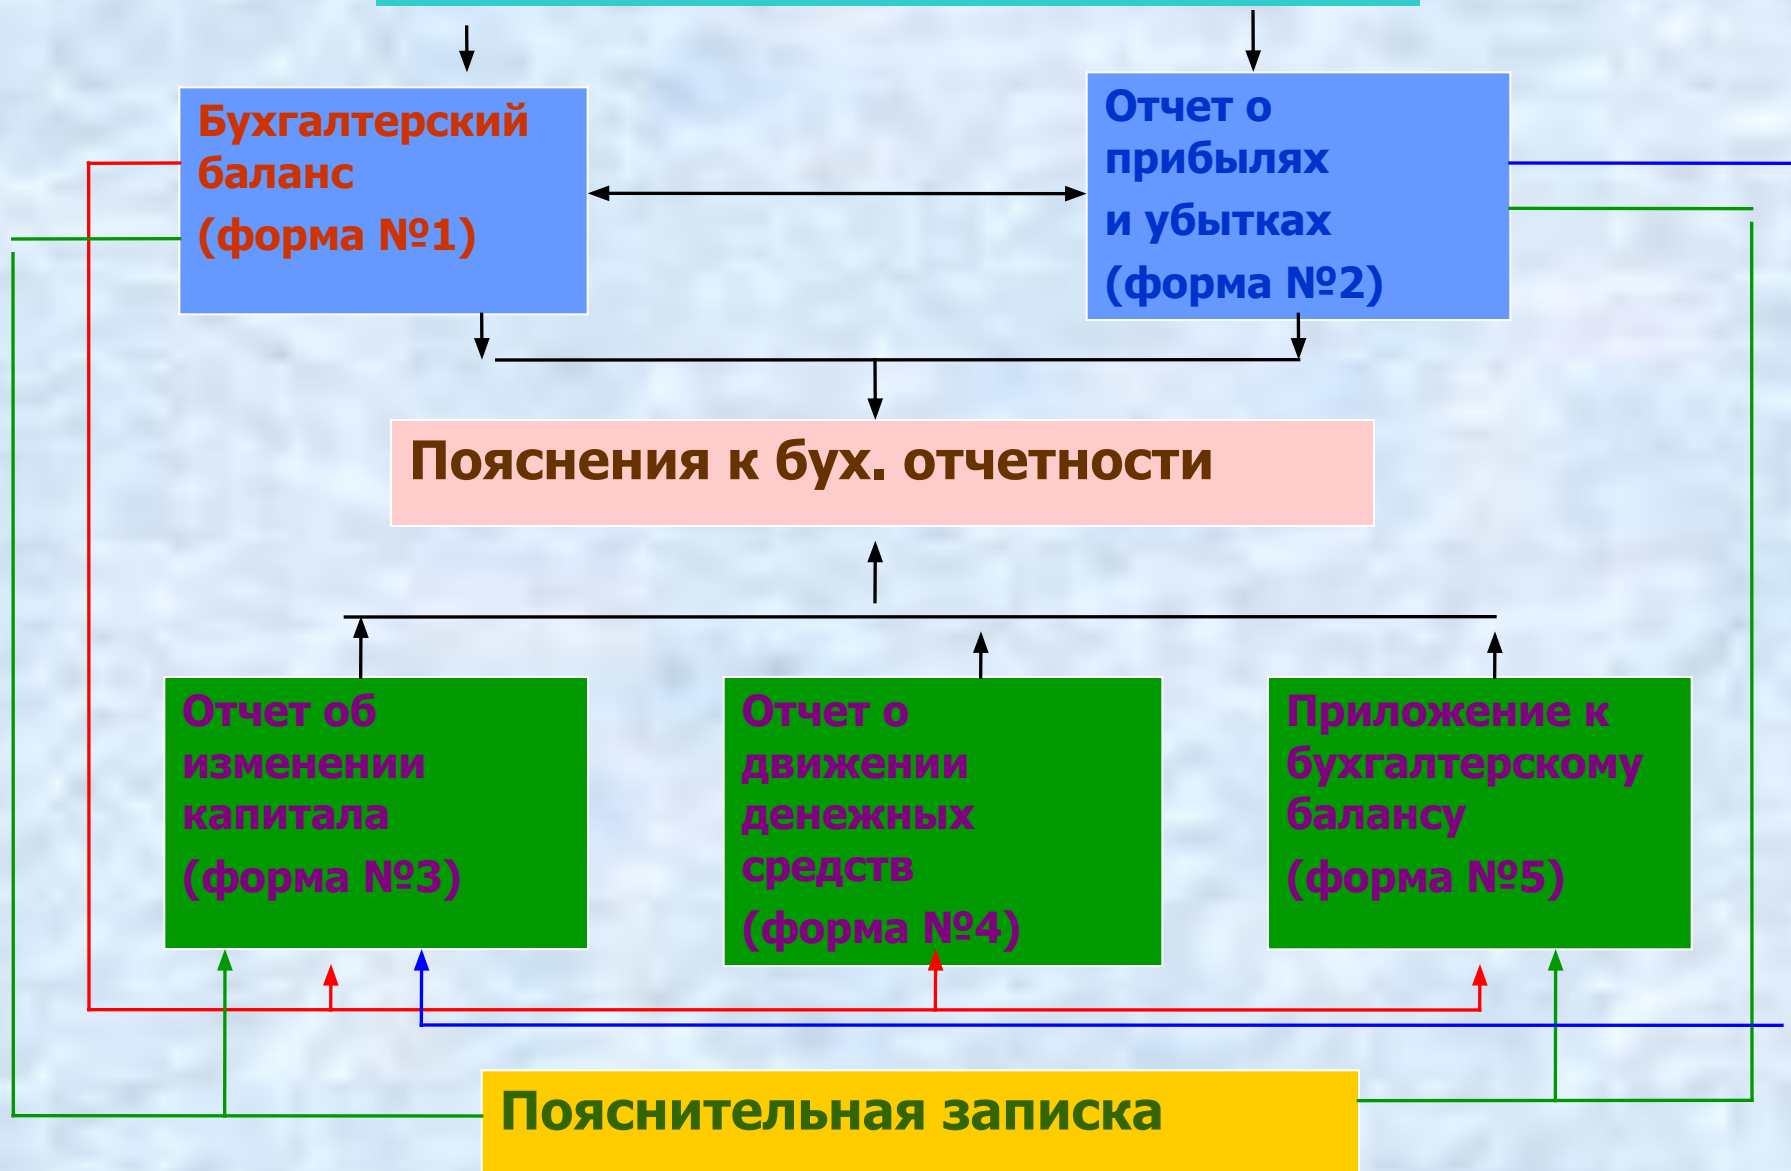 Бухгалтерский
баланс
(форма №1)
Отчет о
прибылях
и убытках
(форма №2)
Пояснения к бух. отчетности
Отчет об
изменении
капитала
(форма №3)
Отчет о
движении
денежных
средств
(форма №4)
Приложение к
бухгалтерскому
балансу
(форма №5)
Пояснительная записка